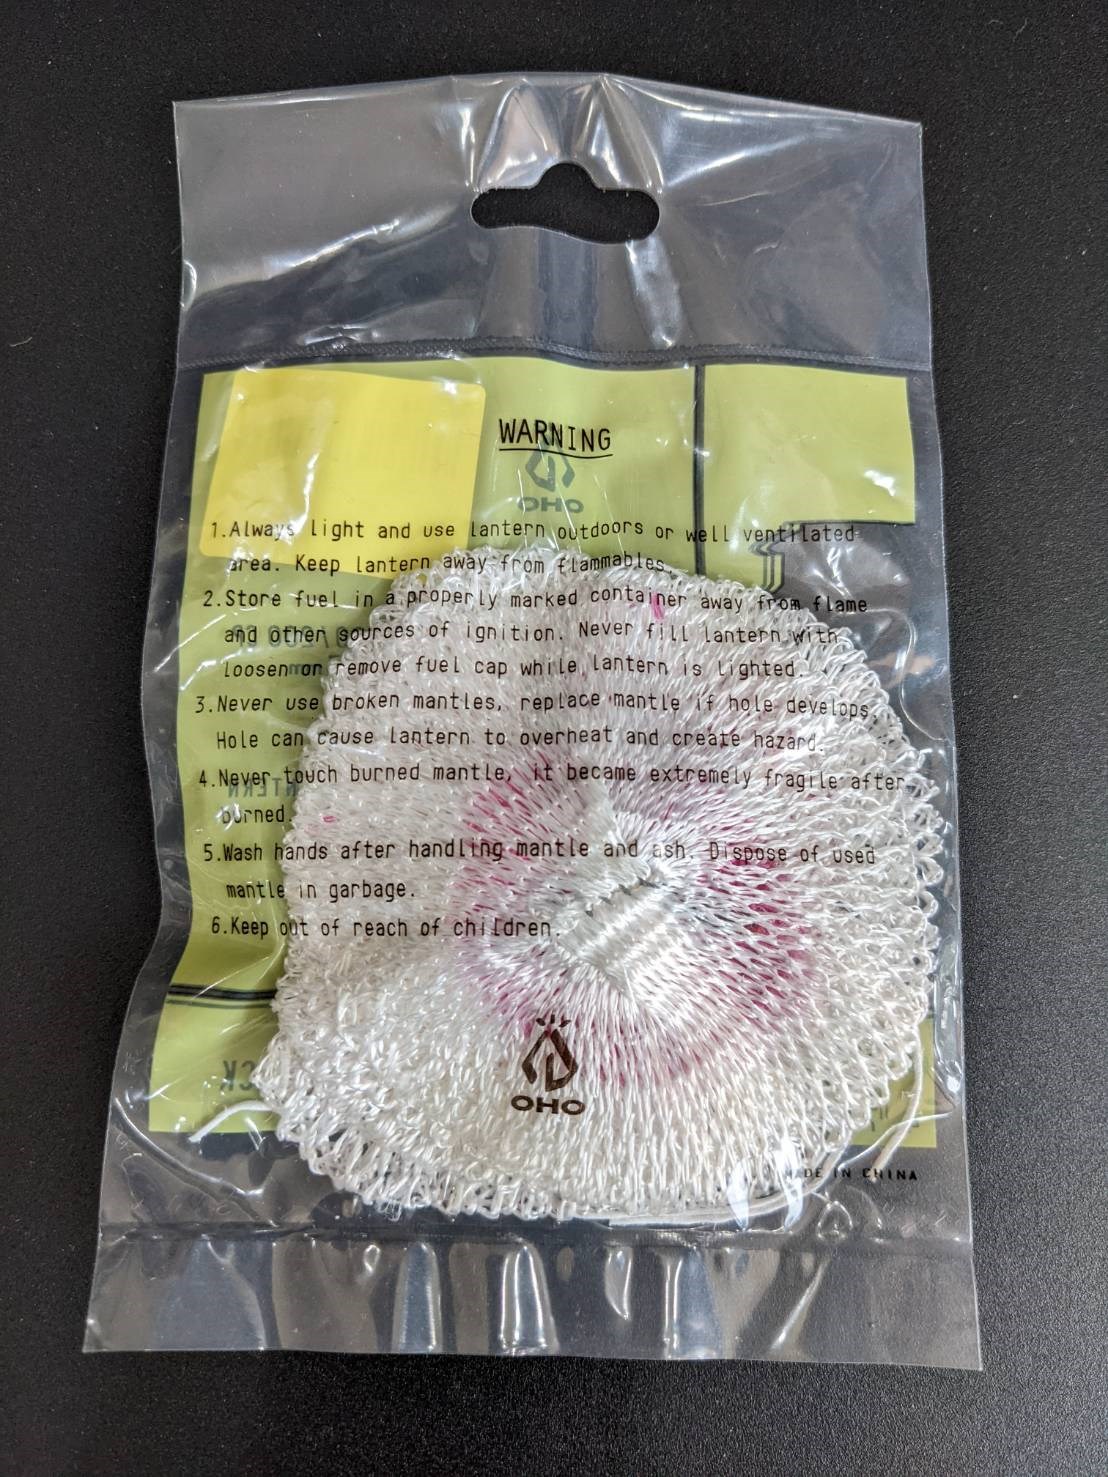 WARNING
OHO
1.Always light and use lantern outdoors or well ventilated
area. Keep lantern away from flammables.
2.Store fuel in a properly marked container away from flame
and other sources of ignition. Never fill lantern with
loosen or remove fuel cap while lantern is lighted.
3.Never use broken mantles, replace mantle if hole develops.
Hole can cause lantern to overheat and create hazard.
4.Never touch burned mantle, it became extremely fragile after
burned.
5.Wash hands after handling mantle and ash. Dispose of used
mantle in garbage.
6.Keep out of reach of children.
OHO
MADE IN CHINA